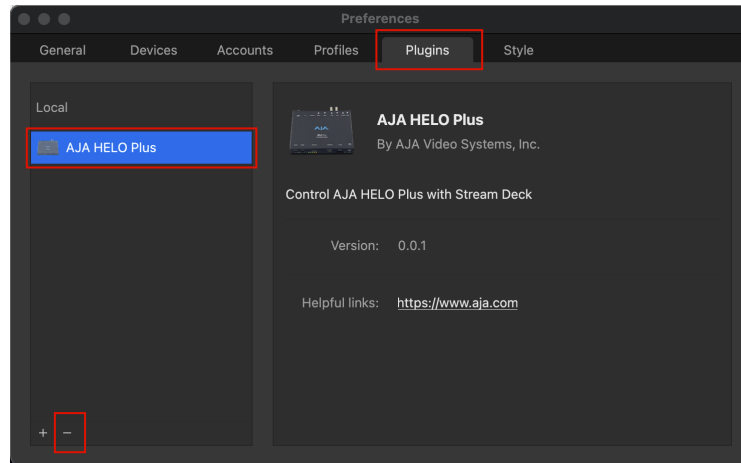 Preferences
General Devices Accounts Profiles Plugins Style
Local
AJA HELO Plus
AJA HELO Plus
By AJA Video Systems, Inc.
Control AJA HELO Plus with Stream Deck
Version: 0.0.1
Helpful links: https://www.aja.com
+ −